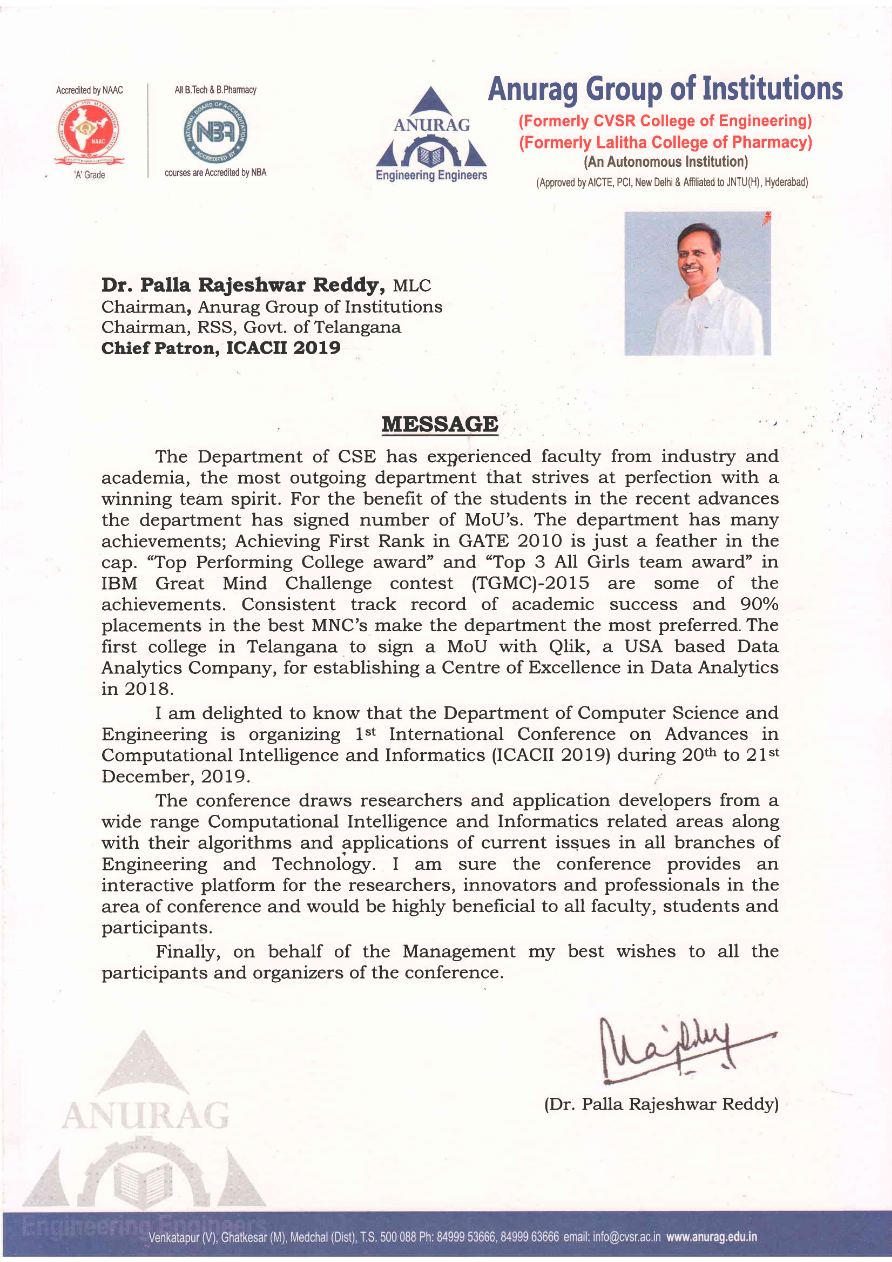 Accredited by NAAC
'A' Grade
All B.Tech & B.Pharmacy
NATIONAL BOARD OF ACCREDITATION
NBA
ACCREDITED BY
courses are Accredited by NBA
NAAC
ANURAG
Engineering Engineers
Anurag Group of Institutions
(Formerly CVSR College of Engineering)
(Formerly Lalitha College of Pharmacy)
(An Autonomous Institution)
(Approved by AICTE, PCI, New Delhi & Affiliated to JNTU(H), Hyderabad)
Dr. Palla Rajeshwar Reddy, MLC
Chairman, Anurag Group of Institutions
Chairman, RSS, Govt. of Telangana
Chief Patron, ICACII 2019
MESSAGE
The Department of CSE has experienced faculty from industry and
academia, the most outgoing department that strives at perfection with a
winning team spirit. For the benefit of the students in the recent advances
the department has signed number of MoU's. The department has many
achievements; Achieving First Rank in GATE 2010 is just a feather in the
cap. “Top Performing College award” and “Top 3 All Girls team award” in
IBM Great Mind Challenge contest (TGMC)-2015 are some of the
achievements. Consistent track record of academic success and 90%
placements in the best MNC's make the department the most preferred. The
first college in Telangana to sign a MoU with Qlik, a USA based Data
Analytics Company, for establishing a Centre of Excellence in Data Analytics
in 2018.
I am delighted to know that the Department of Computer Science and
Engineering is organizing 1st International Conference on Advances in
Computational Intelligence and Informatics (ICACII 2019) during 20th to 21st
December, 2019.
The conference draws researchers and application developers from a
wide range Computational Intelligence and Informatics related areas along
with their algorithms and applications of current issues in all branches of
Engineering and Technology. I am sure the conference provides an
interactive platform for the researchers, innovators and professionals in the
area of conference and would be highly beneficial to all faculty, students and
participants.
Finally, on behalf of the Management my best wishes to all the
participants and organizers of the conference.
(Dr. Palla Rajeshwar Reddy)
ANURAG
Engineering Engineers
Venkatapur (V), Ghatkesar (M), Medchal (Dist), T.S. 500 088 Ph: 84999 53666, 84999 63666 email: info@cvsr.ac.in www.anurag.edu.in